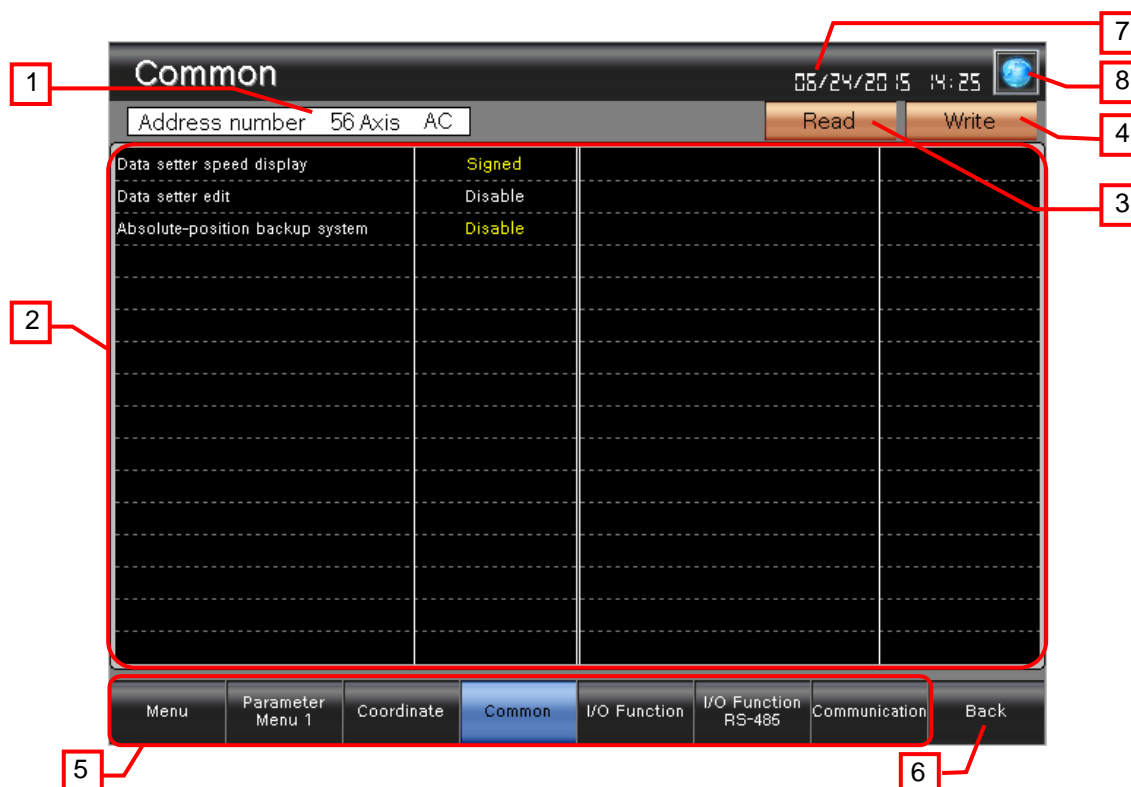 7
Common
06/24/2015 14:25
8
1
Address number 56 Axis AC
Read
Write
4
Data setter speed display Signed
Data setter edit Disable
3
Absolute-position backup system Disable
2
Menu
Parameter
Menu 1
Coordinate
Common
I/O Function
I/O Function
RS-485
Communication
Back
5
6